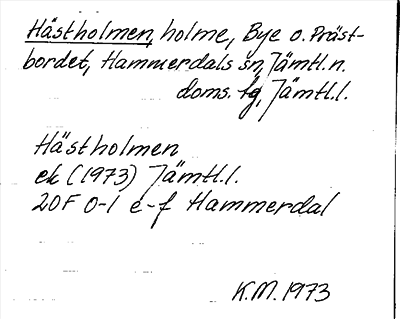 Hästholmen, holme, Bye o. Präst-
bordet, Hammerdals sn, Jämtl. n.
doms. tg, Jämtl. l.
Hästholmen
ek (1973) Jämtl. l.
20F 0-1 e-f Hammerdal
K.M. 1973